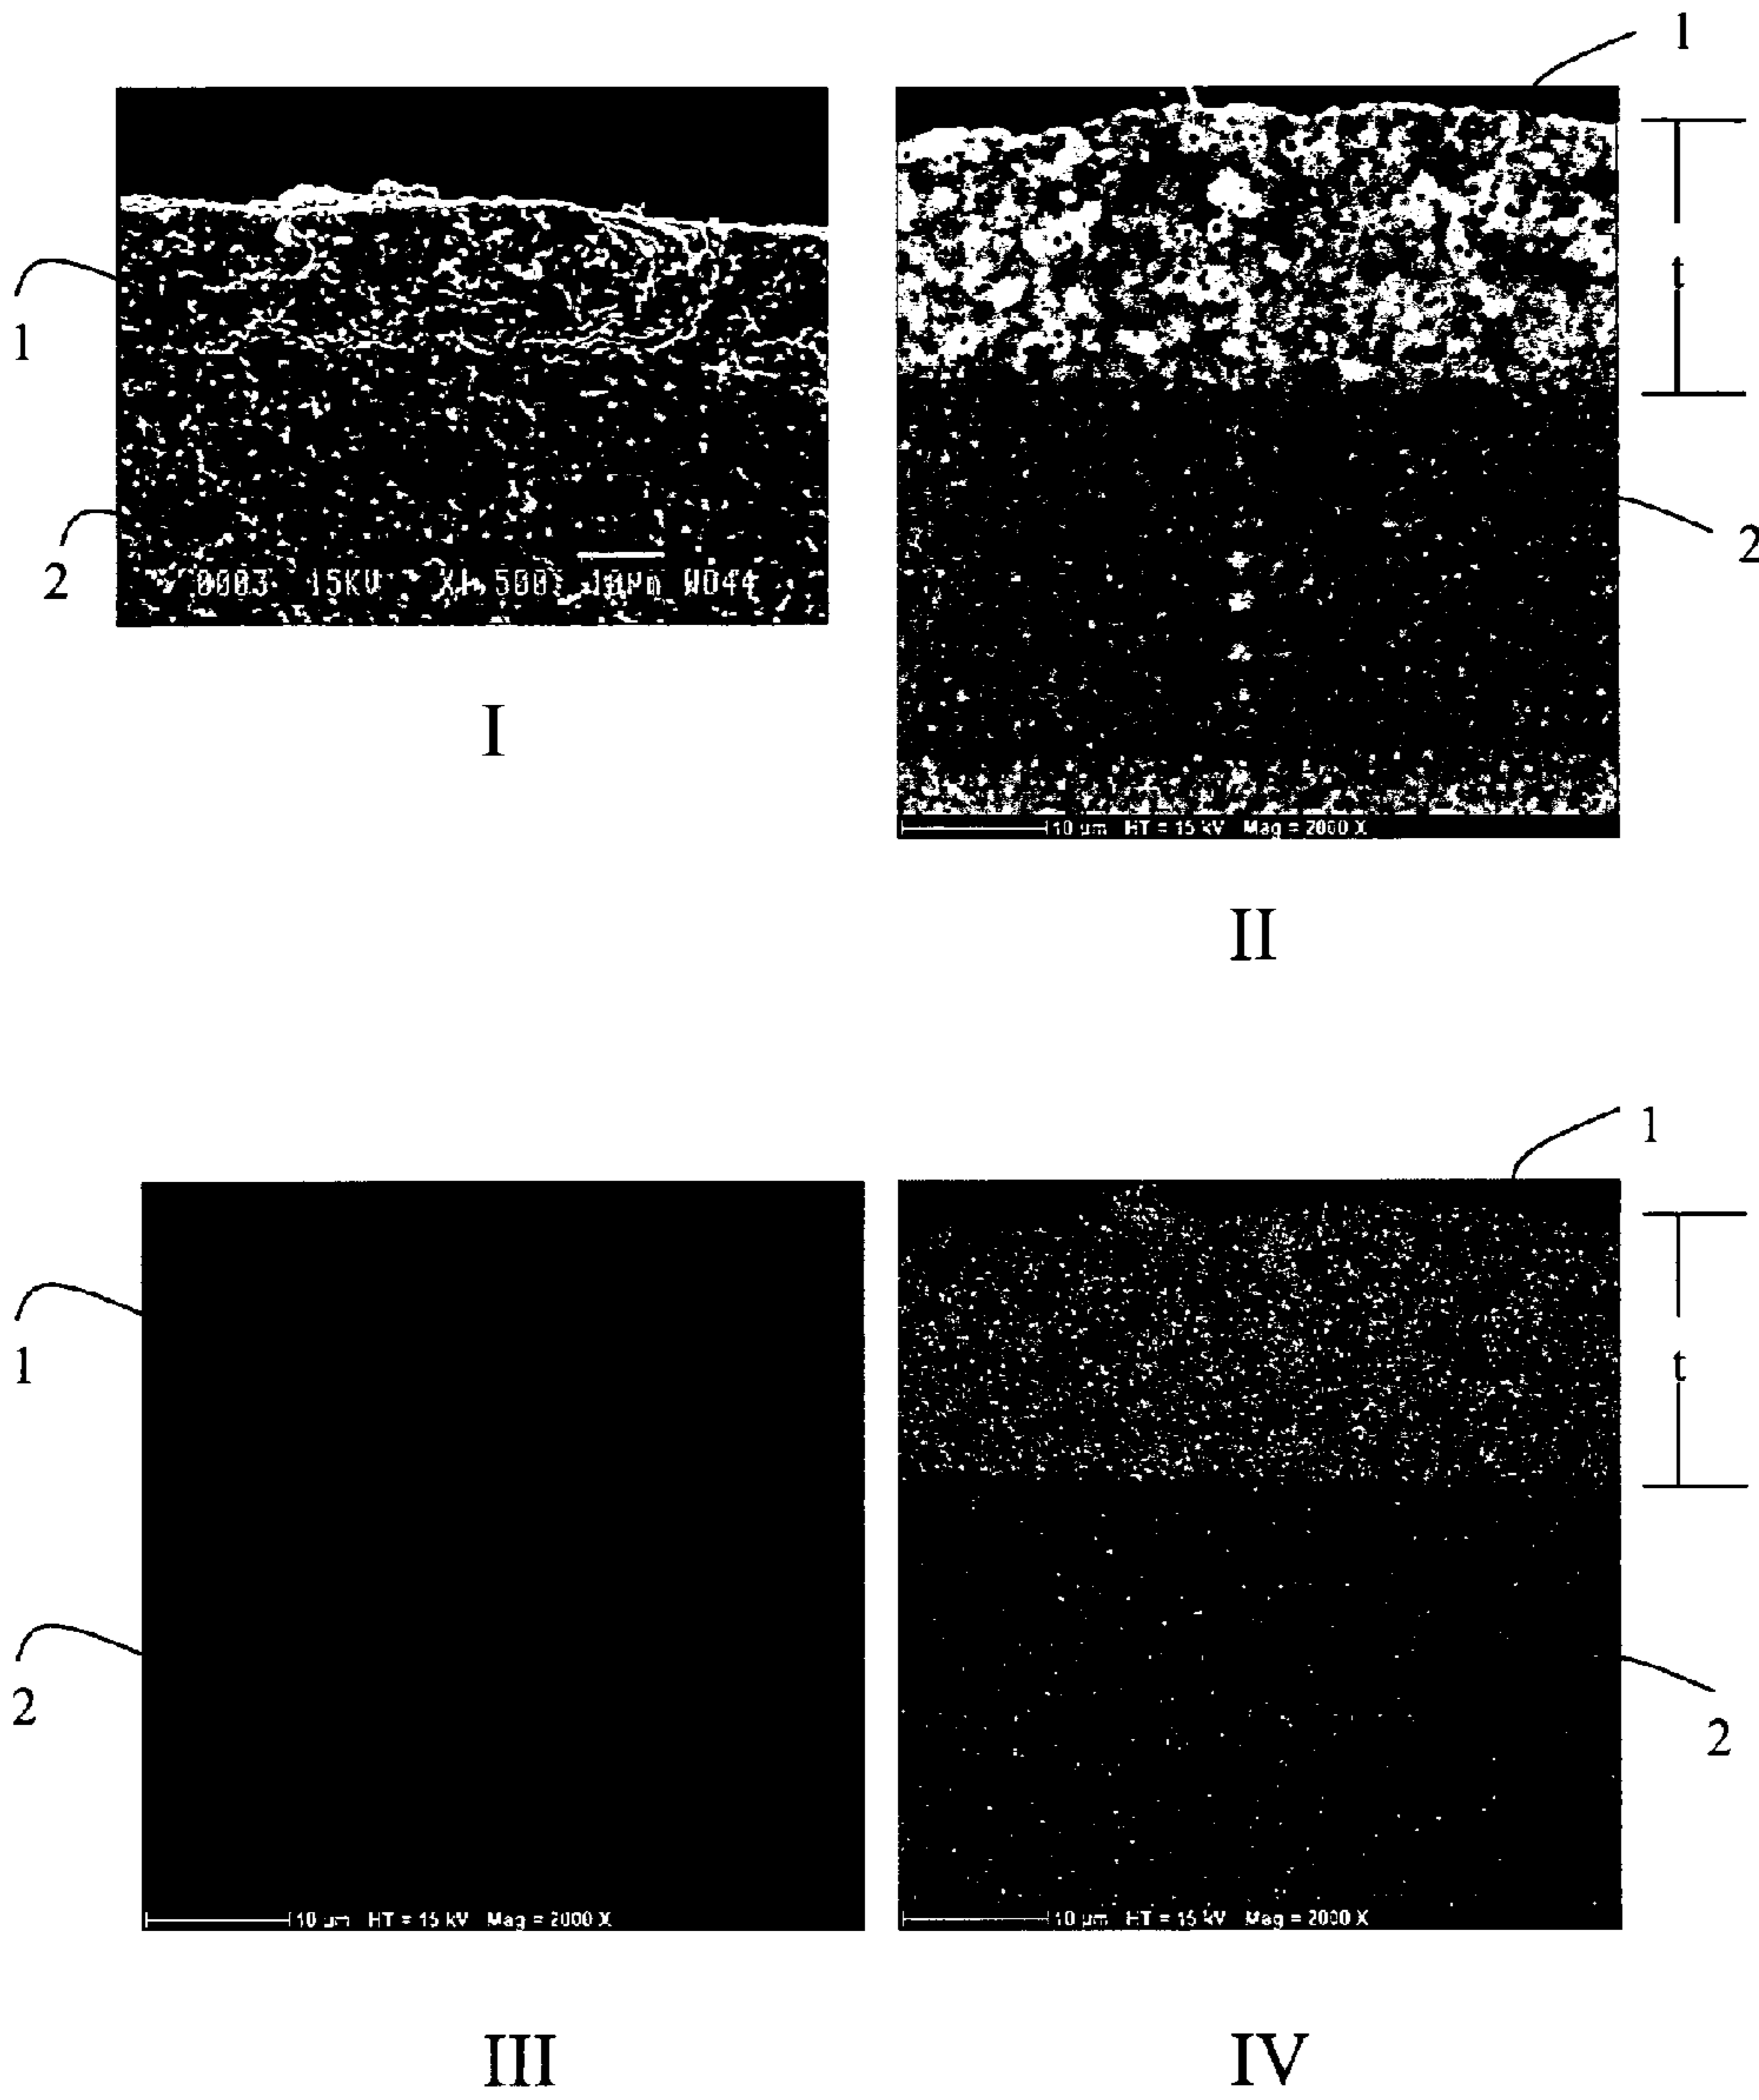 1
1
t
2
2
0003 15KV X1,500 10µm W044
10 µm HT = 15 kV Mag = 2000 X
I
II
1
1
t
2
2
10 µm HT = 15 kV Mag = 2000 X
10 µm HT = 15 kV Mag = 2000 X
III
IV